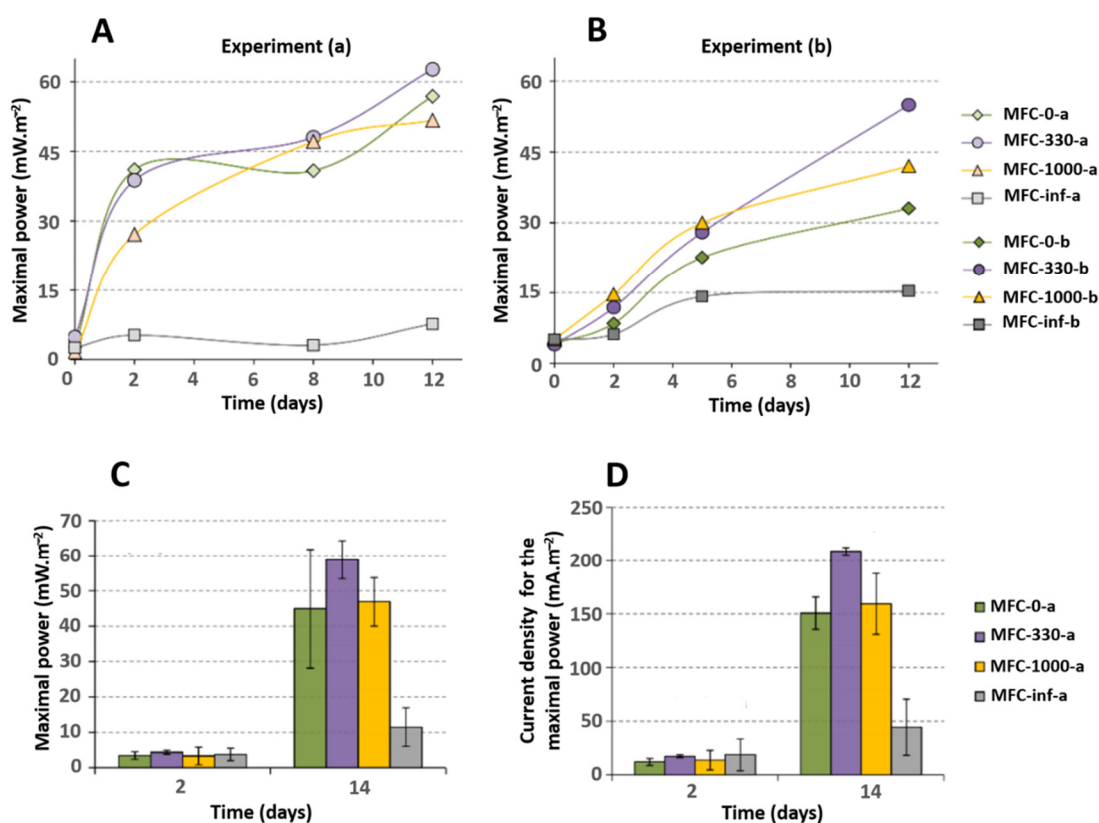 A
Experiment (a)
Maximal power (mW.m⁻²)
60
45
30
15
0
0 2 4 6 8 10 12
Time (days)
B
Experiment (b)
Maximal power (mW.m⁻²)
60
45
30
15
0
0 2 4 6 8 10 12
Time (days)
MFC-0-a
MFC-330-a
MFC-1000-a
MFC-inf-a
MFC-0-b
MFC-330-b
MFC-1000-b
MFC-inf-b
C
Maximal power (mW.m⁻²)
70
60
50
40
30
20
10
0
2 14
Time (days)
D
Current density for the
maximal power (mA.m⁻²)
250
200
150
100
50
0
2 14
Time (days)
MFC-0-a
MFC-330-a
MFC-1000-a
MFC-inf-a